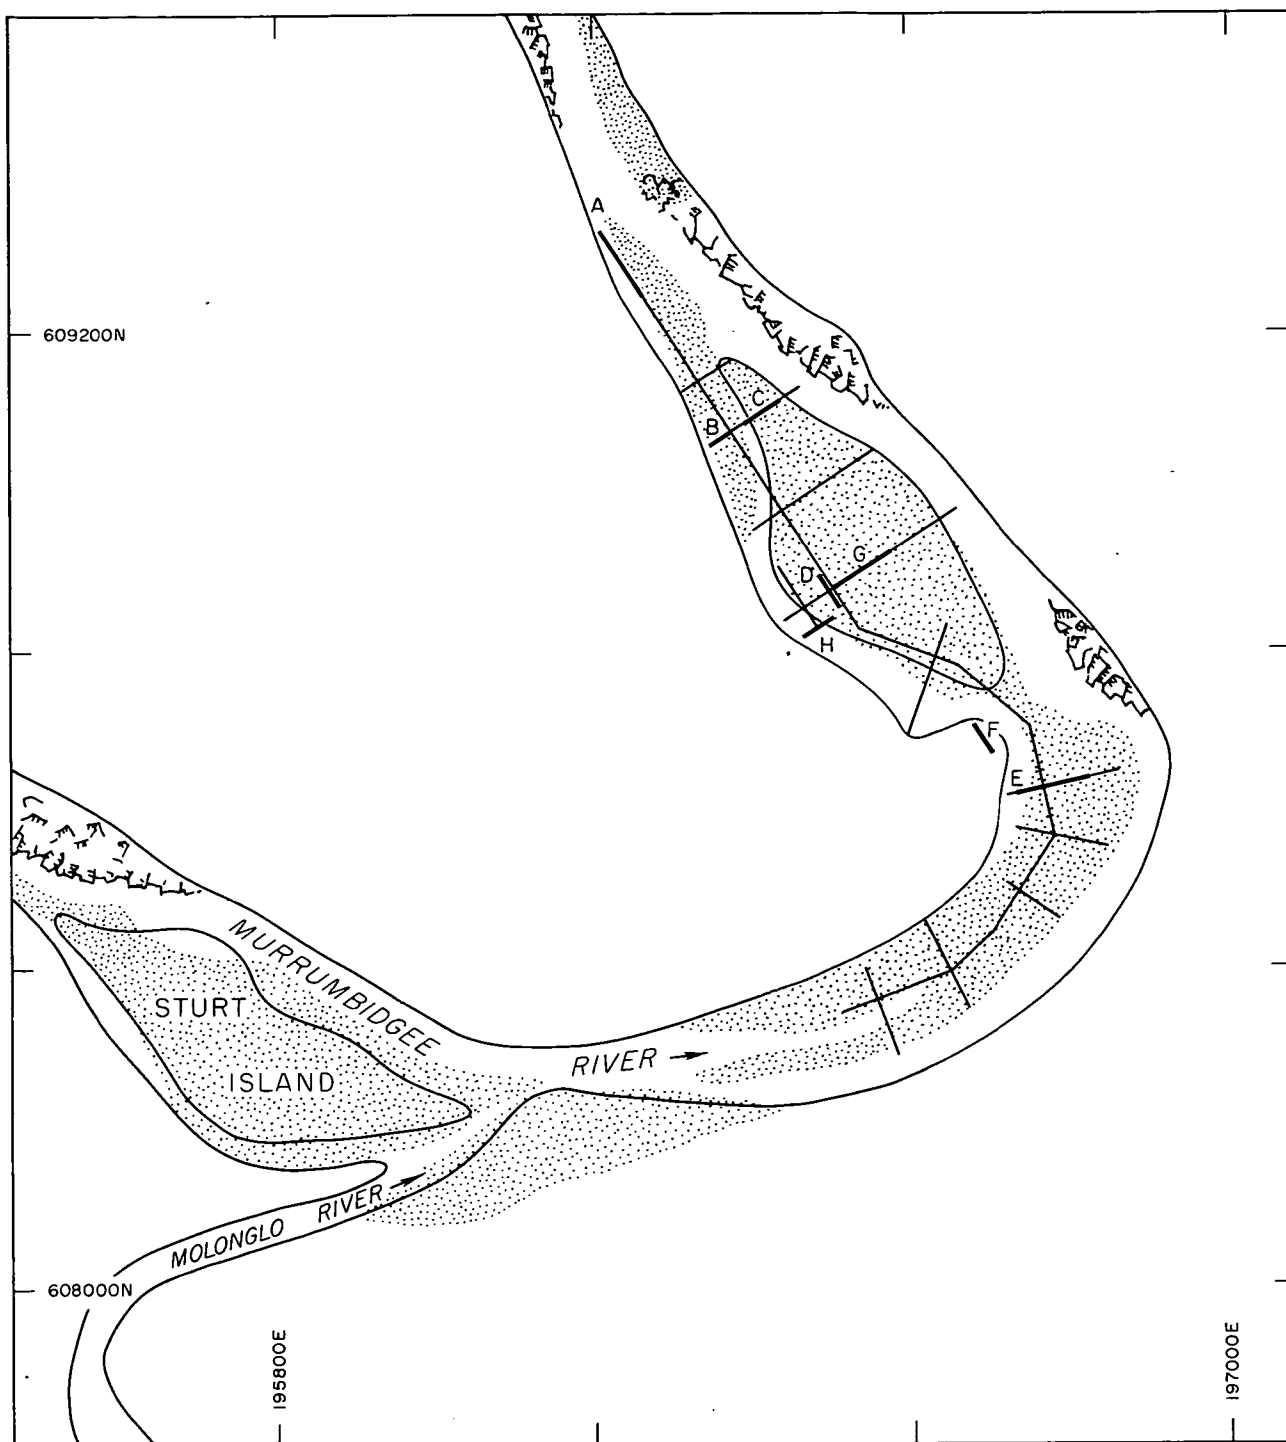 A
609200N
C
B
G
D
H
F
E
MURRUMBIDGEE
STURT
RIVER
ISLAND
RIVER
MOLONGLO
608000N
195800E
197000E